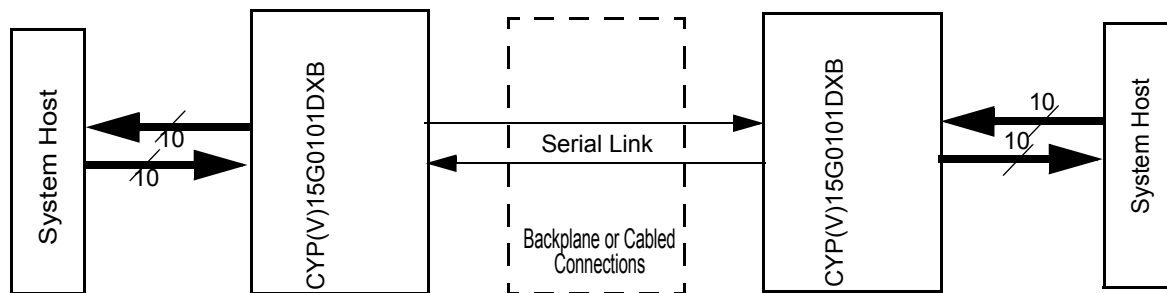 System Host
10
10
CYP(V)15G0101DXB
Serial Link
Backplane or Cabled
Connections
CYP(V)15G0101DXB
10
10
System Host